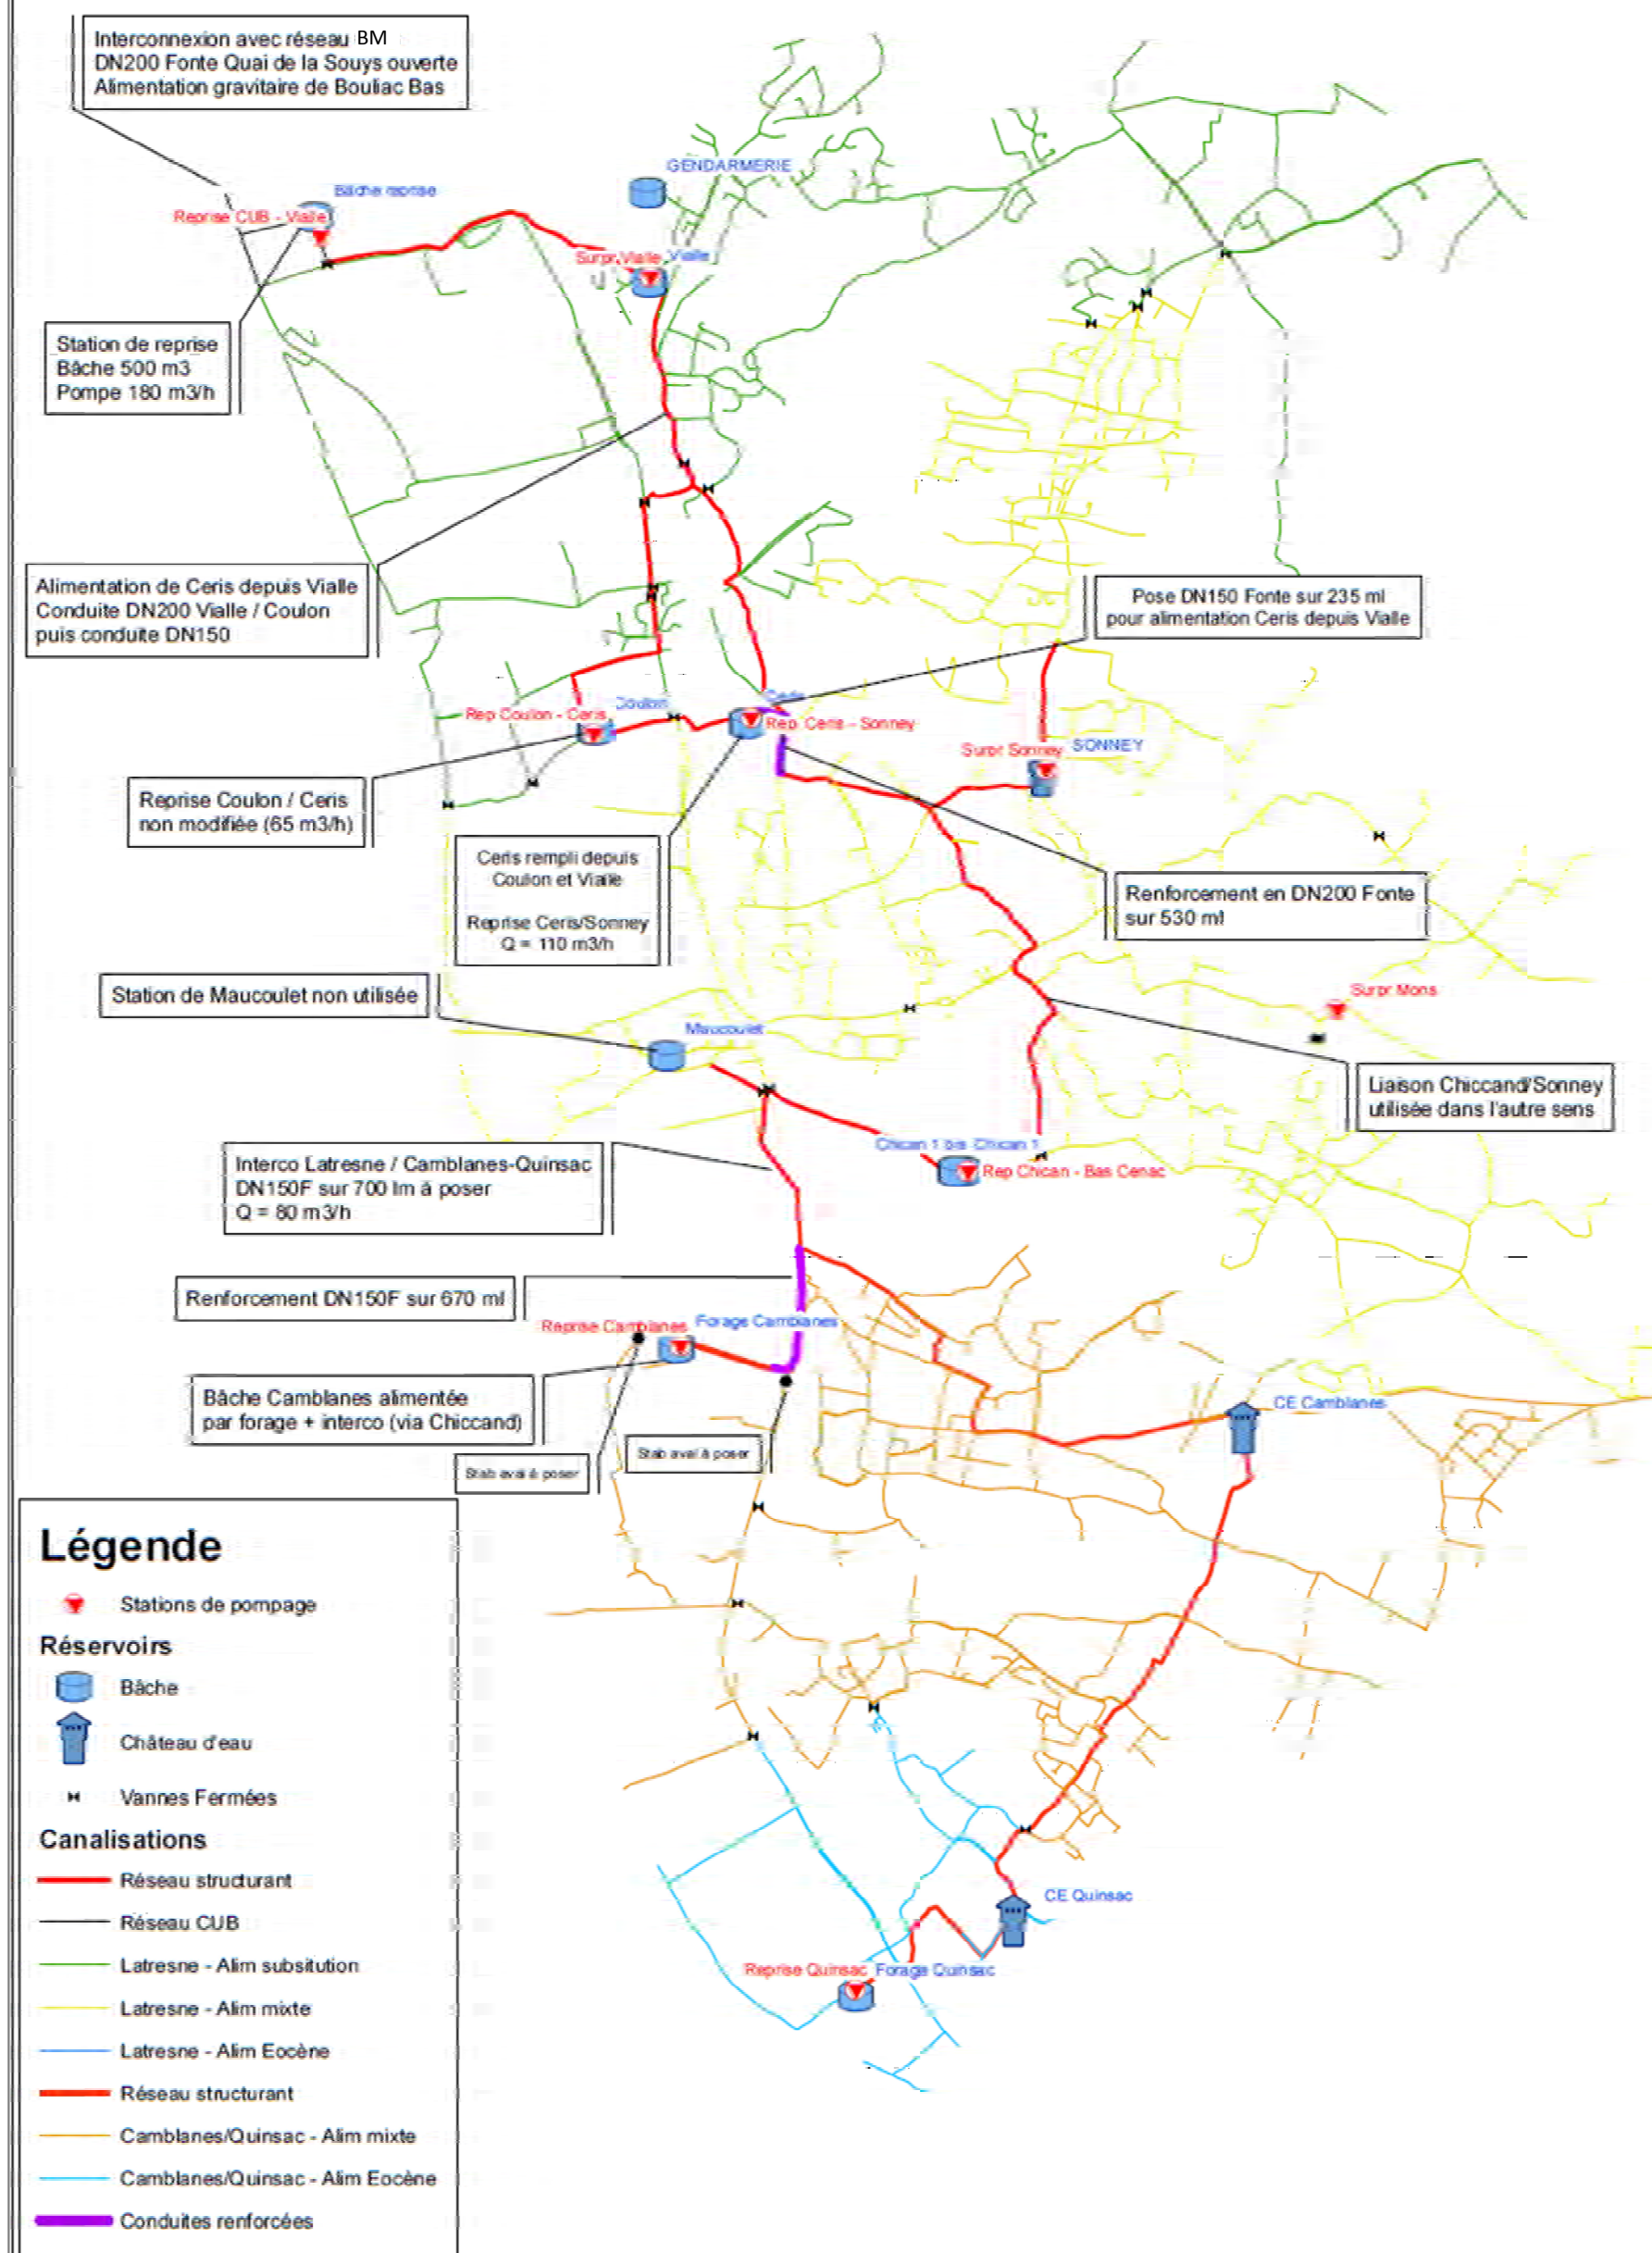 Interconnexion avec réseau BM
DN200 Fonte Quai de la Souys ouverte
Alimentation gravitaire de Bouliac Bas
GENDARMERIE
Bâche reprise
Reprise CUB - Vialle
Surpr Vialle Vialle
Station de reprise
Bâche 500 m3
Pompe 180 m3/h
Alimentation de Ceris depuis Vialle
Conduite DN200 Vialle / Coulon
puis conduite DN150
Pose DN150 Fonte sur 235 ml
pour alimentation Ceris depuis Vialle
Ceris
Coulon
Rep Coulon - Ceris
Rep Ceris - Sonney
Surpr Sonney SONNEY
Reprise Coulon / Ceris
non modifiée (65 m3/h)
Ceris rempli depuis
Coulon et Vialle
Reprise Ceris/Sonney
Q = 110 m3/h
Renforcement en DN200 Fonte
sur 530 ml
Station de Maucoulet non utilisée
Surpr Mons
Maucoulet
Liaison Chiccand/Sonney
utilisée dans l'autre sens
Chican 1 bis Chican 1
Rep Chican - Bas Cenac
Interco Latresne / Camblanes-Quinsac
DN150F sur 700 lm à poser
Q = 80 m3/h
Renforcement DN150F sur 670 ml
Reprise Camblanes Forage Camblanes
Bâche Camblanes alimentée
par forage + interco (via Chiccand)
CE Camblanes
Stab aval à poser
Stab aval à poser
Légende
Stations de pompage
Réservoirs
Bâche
Château d'eau
Vannes Fermées
Canalisations
Réseau structurant
Réseau CUB
Latresne - Alim subsitution
Latresne - Alim mixte
Latresne - Alim Eocène
Réseau structurant
Camblanes/Quinsac - Alim mixte
Camblanes/Quinsac - Alim Eocène
Conduites renforcées
CE Quinsac
Reprise Quinsac Forage Quinsac